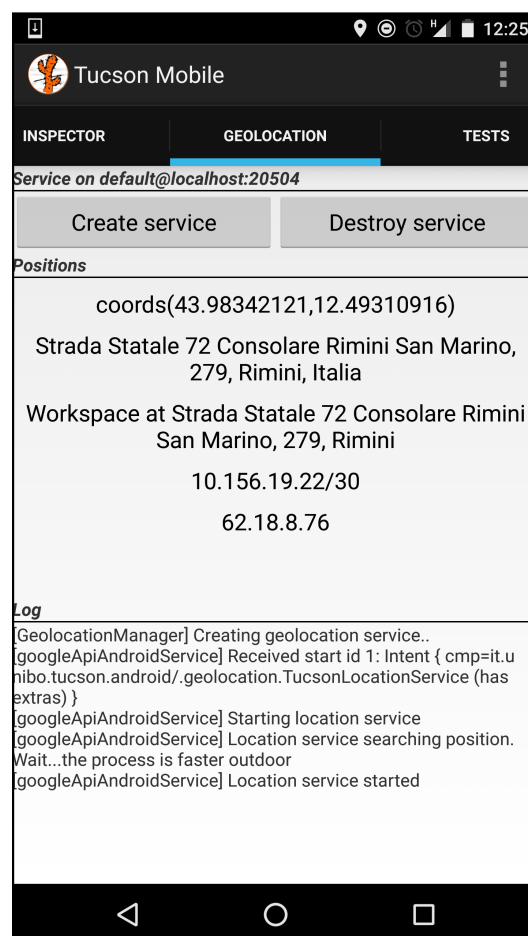 H 12:25
Tucson Mobile
INSPECTOR GEOLOCATION TESTS
Service on default@localhost:20504
Create service Destroy service
Positions
coords(43.98342121,12.49310916)
Strada Statale 72 Consolare Rimini San Marino,
279, Rimini, Italia
Workspace at Strada Statale 72 Consolare Rimini
San Marino, 279, Rimini
10.156.19.22/30
62.18.8.76
Log
[GeolocationManager] Creating geolocation service..
[googleApiAndroidService] Received start id 1: Intent { cmp=it.u
nibo.tucson.android/.geolocation.TucsonLocationService (has
extras) }
[googleApiAndroidService] Starting location service
[googleApiAndroidService] Location service searching position.
Wait...the process is faster outdoor
[googleApiAndroidService] Location service started